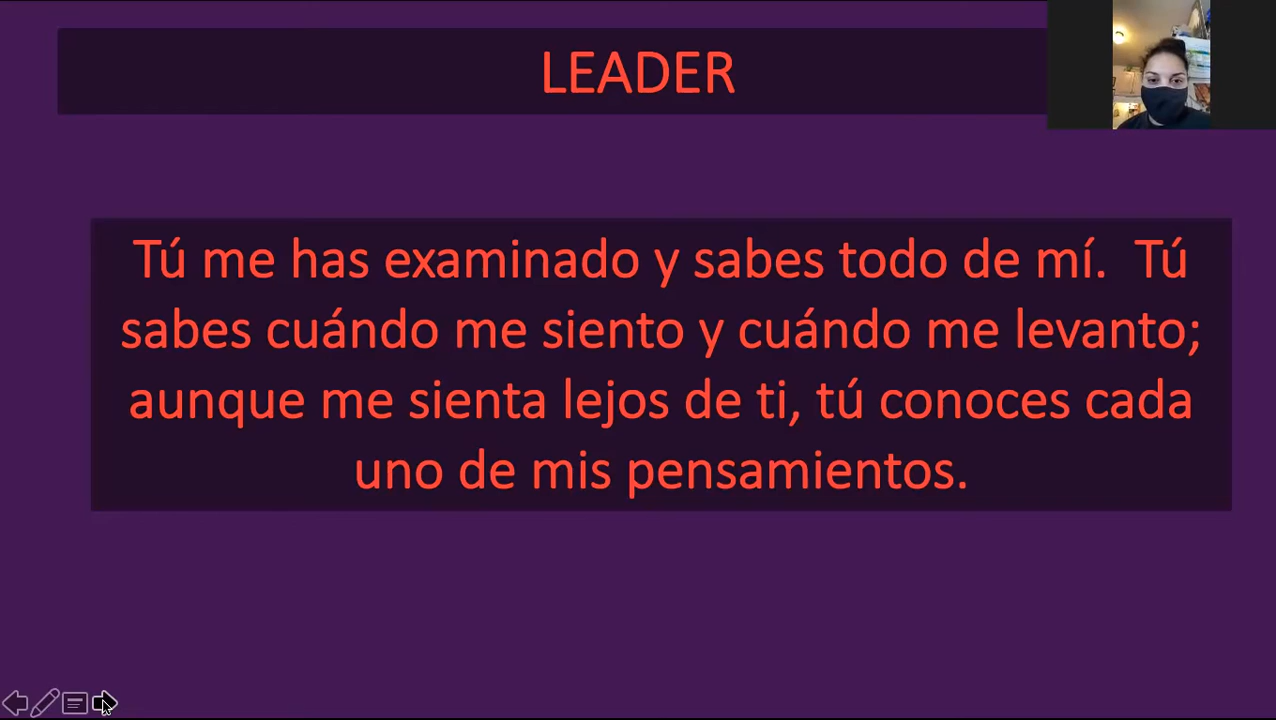 LEADER
Tú me has examinado y sabes todo de mí.  Tú
sabes cuándo me siento y cuándo me levanto;
aunque me sienta lejos de ti, tú conoces cada
uno de mis pensamientos.